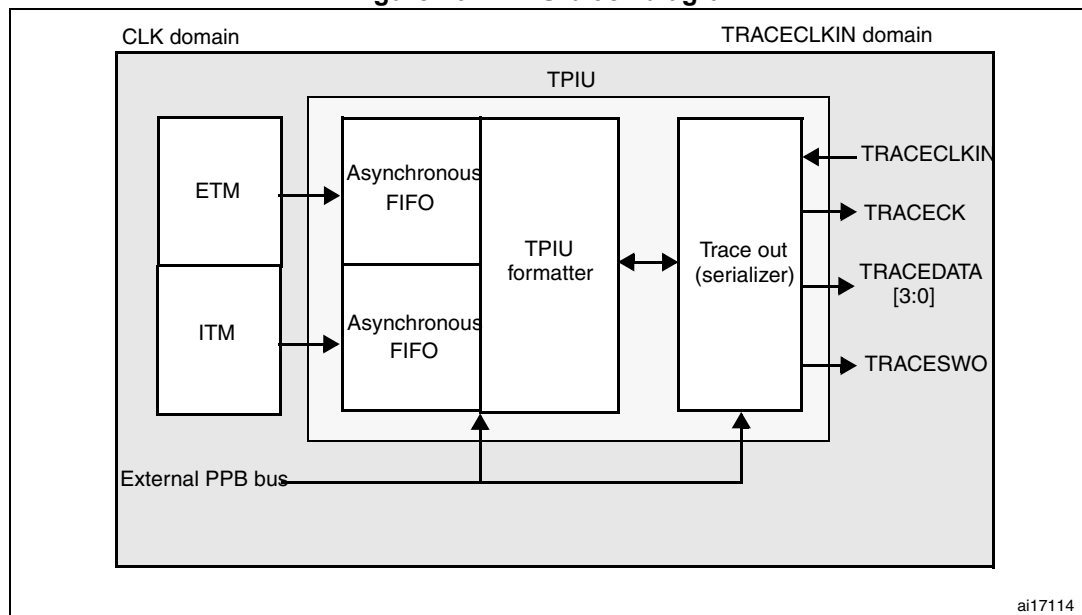 CLK domain
TRACECLKIN domain
TPIU
ETM
Asynchronous
FIFO
TPIU
formatter
Trace out
(serializer)
TRACECLKIN
TRACECK
TRACEDATA
[3:0]
TRACESWO
ITM
Asynchronous
FIFO
External PPB bus
ai17114